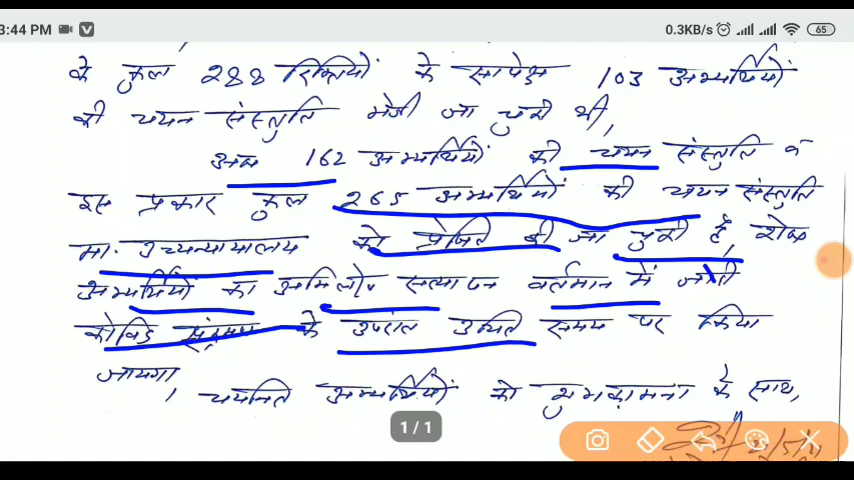 3:44 PM 0.3KB/s 65
के कुल 288 रिक्तियों के सापेक्ष 103 अभ्यर्थियों
की चयन संस्तुति भेजी जा चुकी थी,
अब 162 अभ्यर्थियों की चयन संस्तुति व
इस प्रकार कुल 265 अभ्यर्थियों की चयन संस्तुति
मा. उच्चन्यायालय को प्रेषित की जा चुकी है, शेष
अभ्यर्थियों का अभिलेख सत्यापन वर्तमान में जारी
कोविड संक्रमण के उपरांत उचित समय पर किया
जायगा, चयनित अभ्यर्थियों को शुभकामना के साथ,
1/1